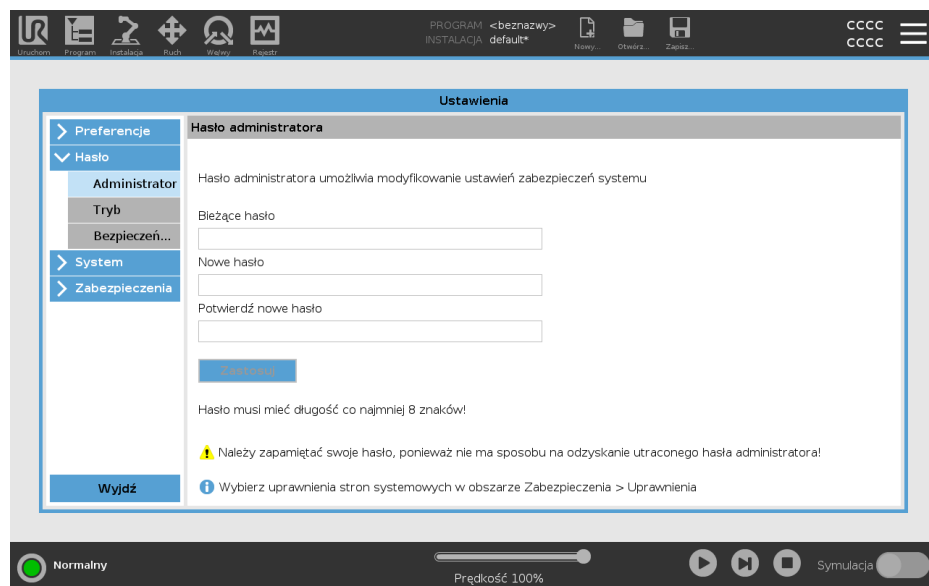 PROGRAM <beznazwy>
INSTALACJA default*
cccc
cccc
Uruchom Program Instalacja Ruch We/wy Rejestr Nowy... Otwórz... Zapisz...
Ustawienia
Preferencje
Hasło
Administrator
Tryb
Bezpieczeń...
System
Zabezpieczenia
Wyjdź
Hasło administratora
Hasło administratora umożliwia modyfikowanie ustawień zabezpieczeń systemu
Bieżące hasło
Nowe hasło
Potwierdź nowe hasło
Zastosuj
Hasło musi mieć długość co najmniej 8 znaków!
Należy zapamiętać swoje hasło, ponieważ nie ma sposobu na odzyskanie utraconego hasła administratora!
Wybierz uprawnienia stron systemowych w obszarze Zabezpieczenia > Uprawnienia
Normalny
Prędkość 100%
Symulacja